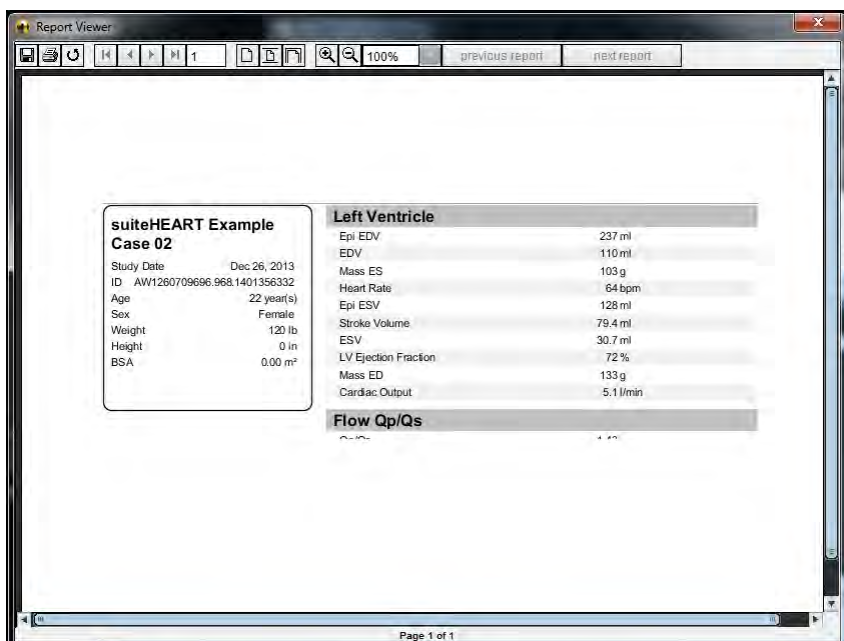 Report Viewer
1
100%
previous report
next report
suiteHEART Example
Case 02
Study Date Dec 26, 2013
ID AW1260709696.968.1401356332
Age 22 year(s)
Sex Female
Weight 120 lb
Height 0 in
BSA 0.00 m²
Left Ventricle
Epi EDV 237 ml
EDV 110 ml
Mass ES 103 g
Heart Rate 64 bpm
Epi ESV 128 ml
Stroke Volume 79.4 ml
ESV 30.7 ml
LV Ejection Fraction 72 %
Mass ED 133 g
Cardiac Output 5.1 l/min
Flow Qp/Qs
Page 1 of 1